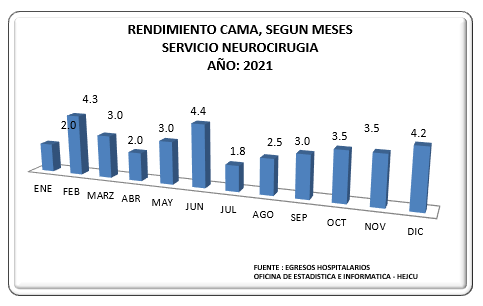 RENDIMIENTO CAMA, SEGUN MESES
SERVICIO NEUROCIRUGIA
AÑO: 2021
2.0 4.3 3.0 2.0 3.0 4.4 1.8 2.5 3.0 3.5 3.5 4.2
ENE FEB MARZ ABR MAY JUN JUL AGO SEP OCT NOV DIC
FUENTE : EGRESOS HOSPITALARIOS
OFICINA DE ESTADISTICA E INFORMATICA - HEJCU